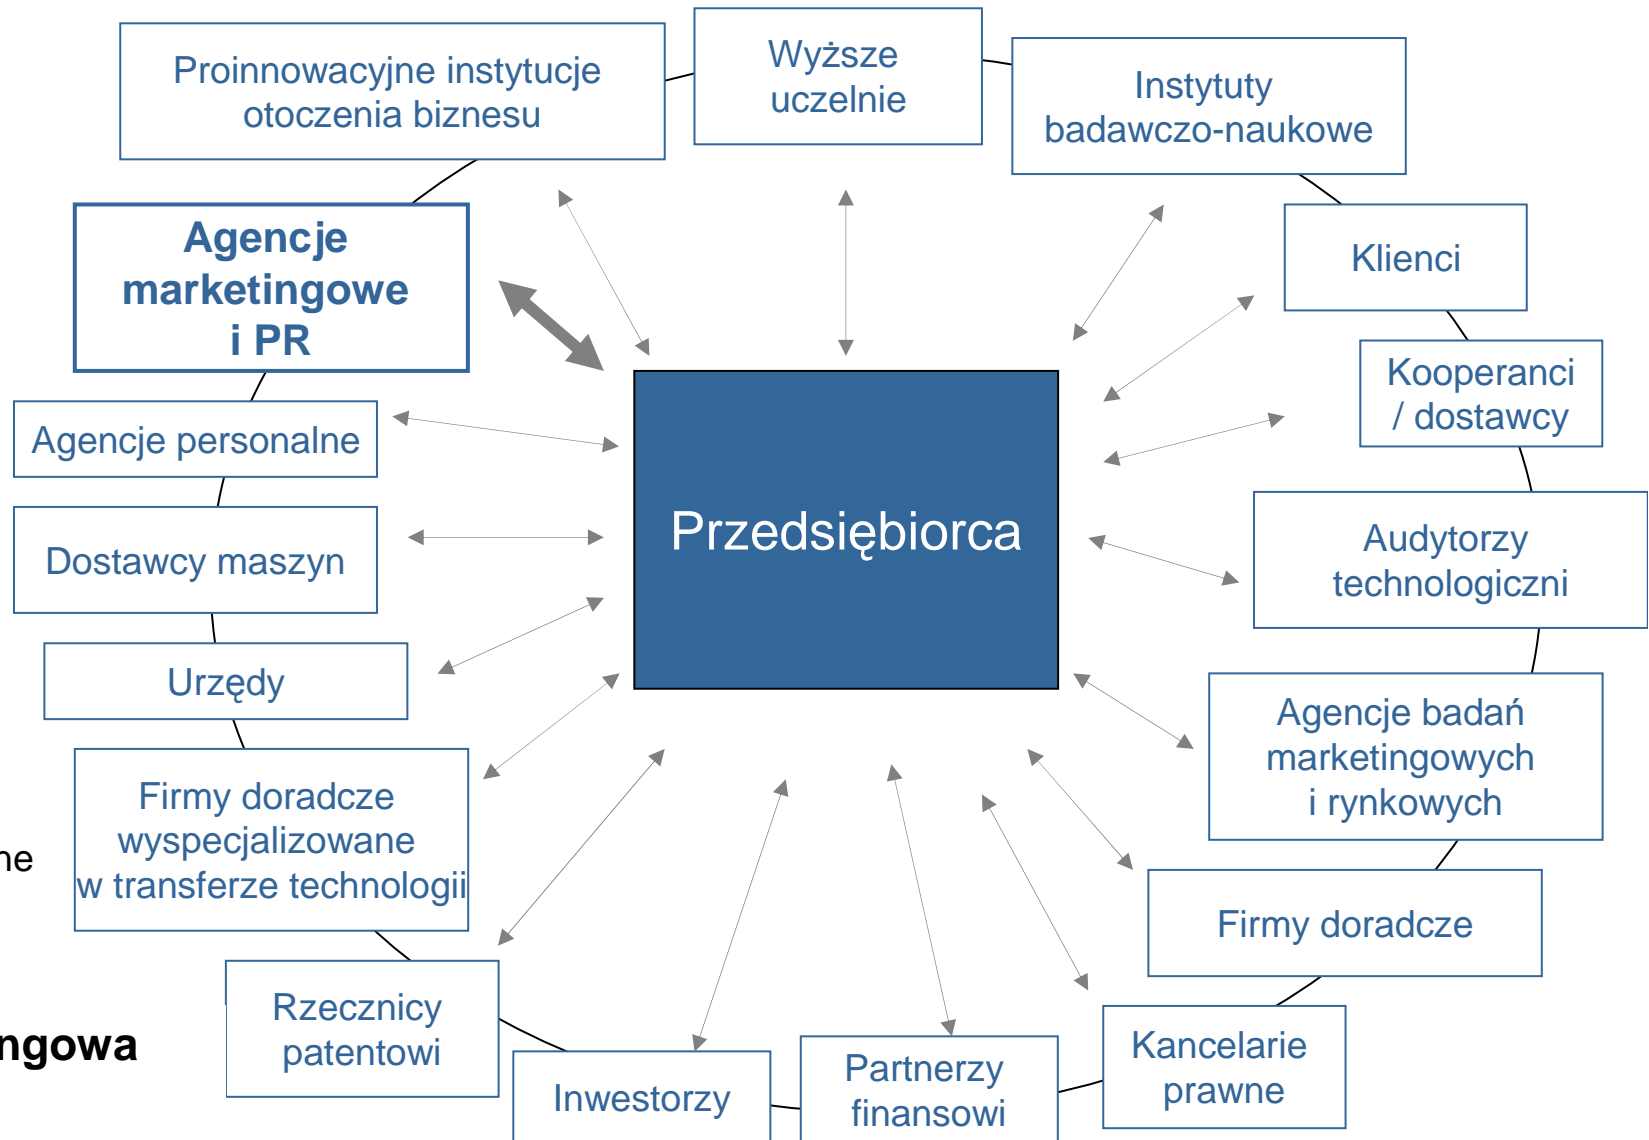 Proinnowacyjne instytucje
otoczenia biznesu
Wyższe
uczelnie
Instytuty
badawczo-naukowe
Agencje
marketingowe
i PR
Klienci
Kooperanci
/ dostawcy
Agencje personalne
Przedsiębiorca
Dostawcy maszyn
Audytorzy
technologiczni
Urzędy
Agencje badań
marketingowych
i rynkowych
Firmy doradcze
wyspecjalizowane
w transferze technologii
ne
Firmy doradcze
Rzecznicy
patentowi
ngowa
Kancelarie
prawne
Inwestorzy
Partnerzy
finansowi